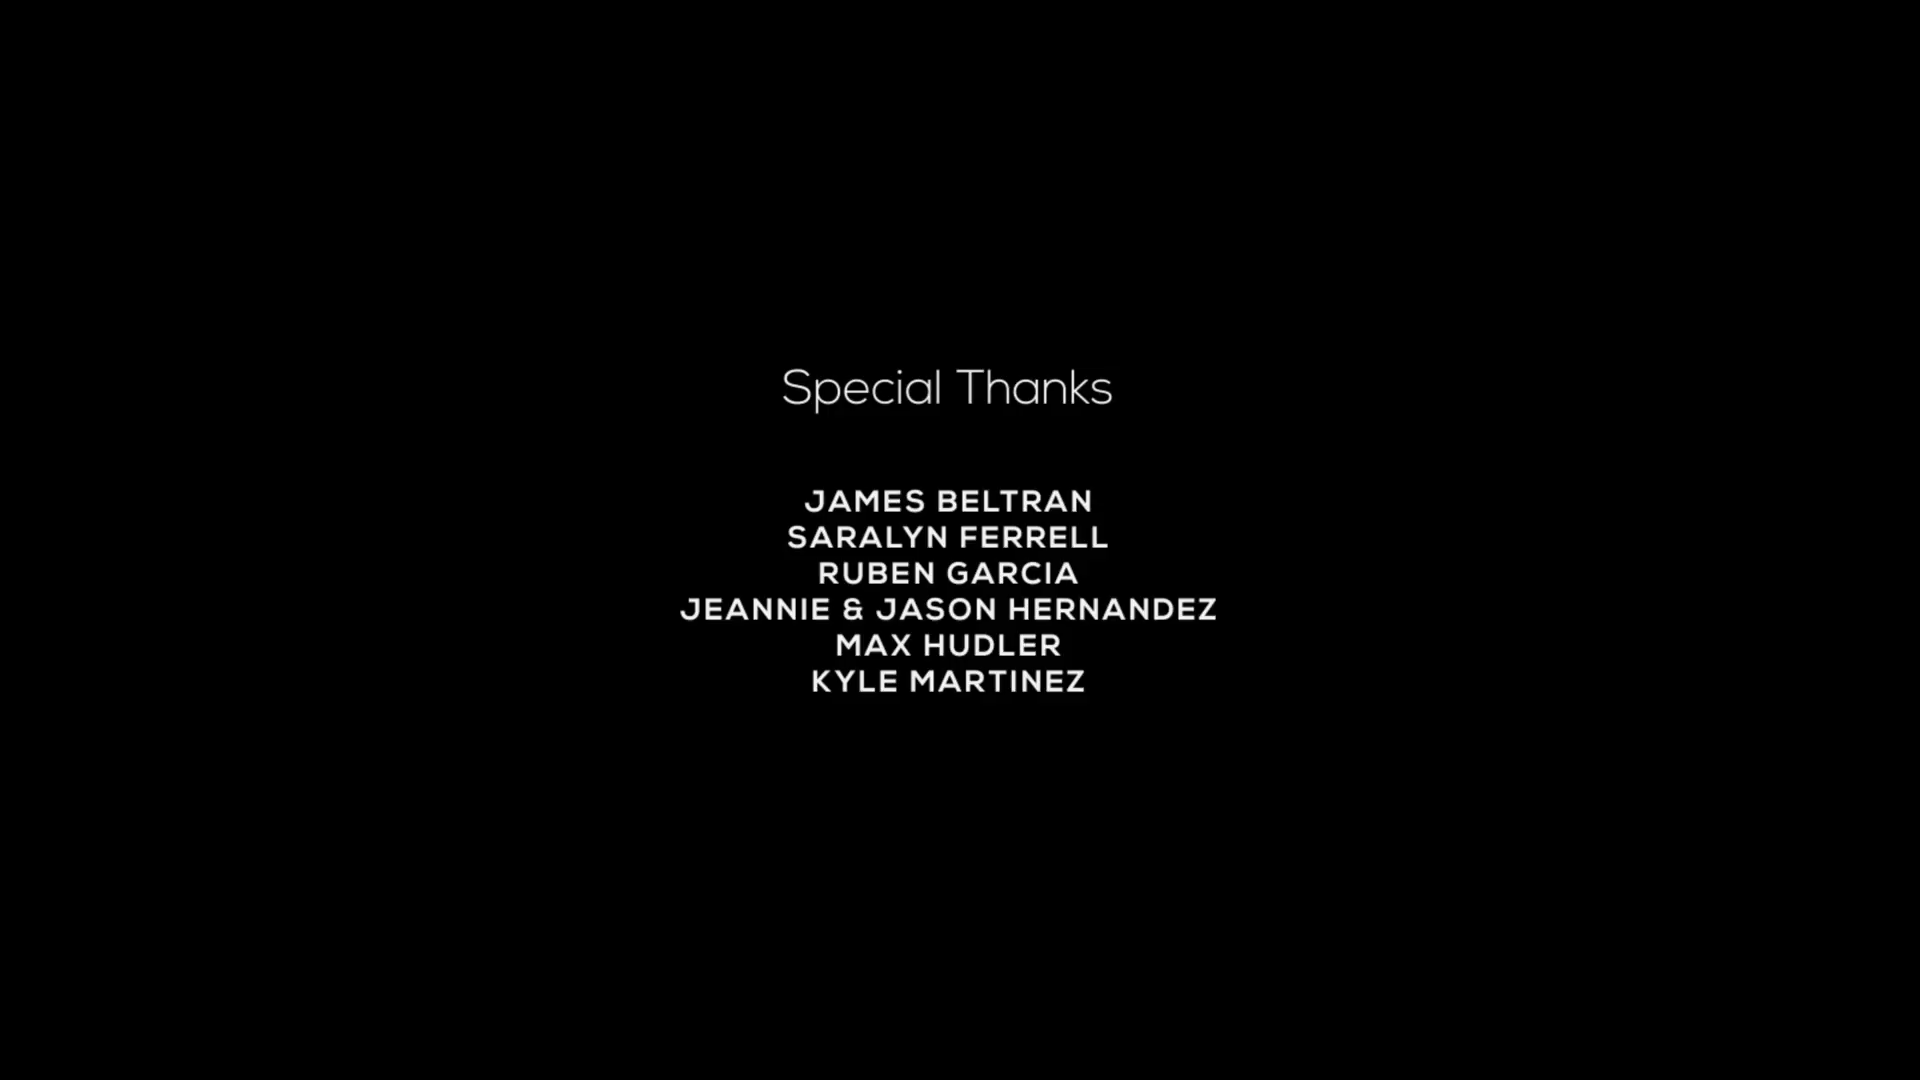 Special Thanks
JAMES BELTRAN
SARALYN FERRELL
RUBEN GARCIA
JEANNIE & JASON HERNANDEZ
MAX HUDLER
KYLE MARTINEZ